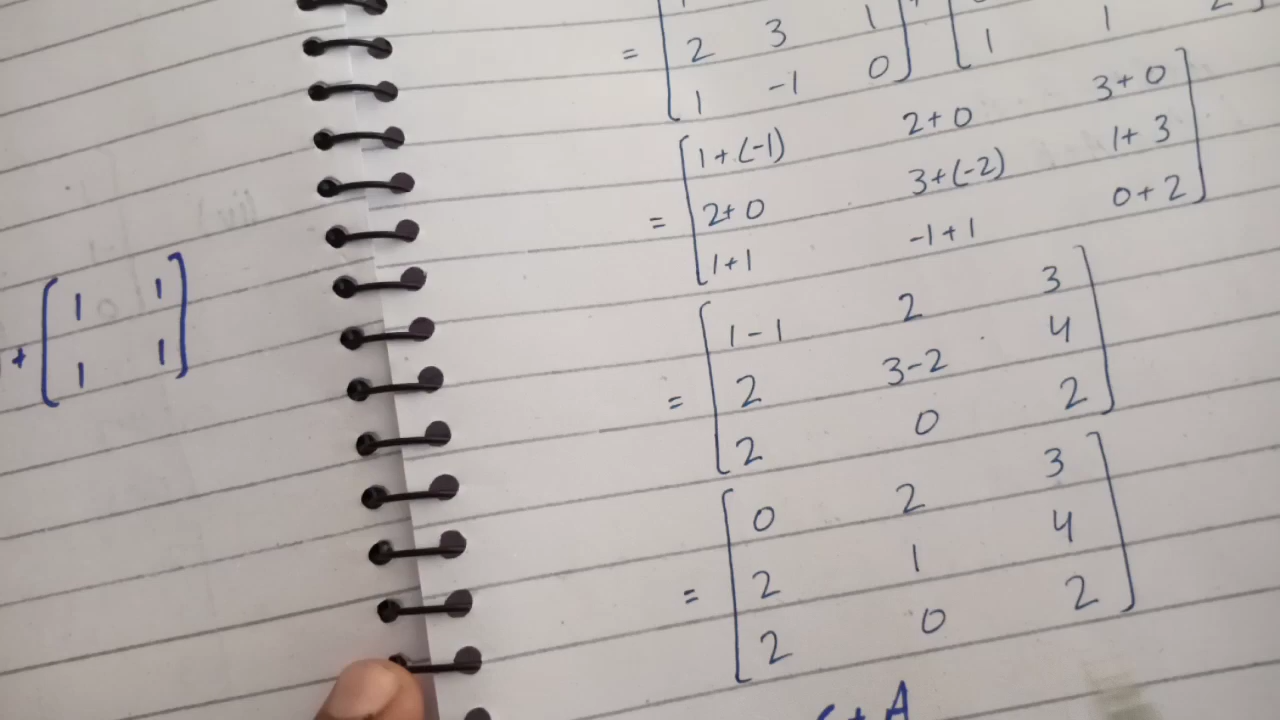 + [ 1 1
1 1 ]
= [ 2 3 1 ] + [
1 -1 0 1 1
= [ 1+(-1) 2+0 3+0
2+0 3+(-2) 1+3
1+1 -1+1 0+2 ]
= [ 1-1 2 3
2 3-2 4
2 0 2 ]
= [ 0 2 3
2 1 4
2 0 2 ]
+ A